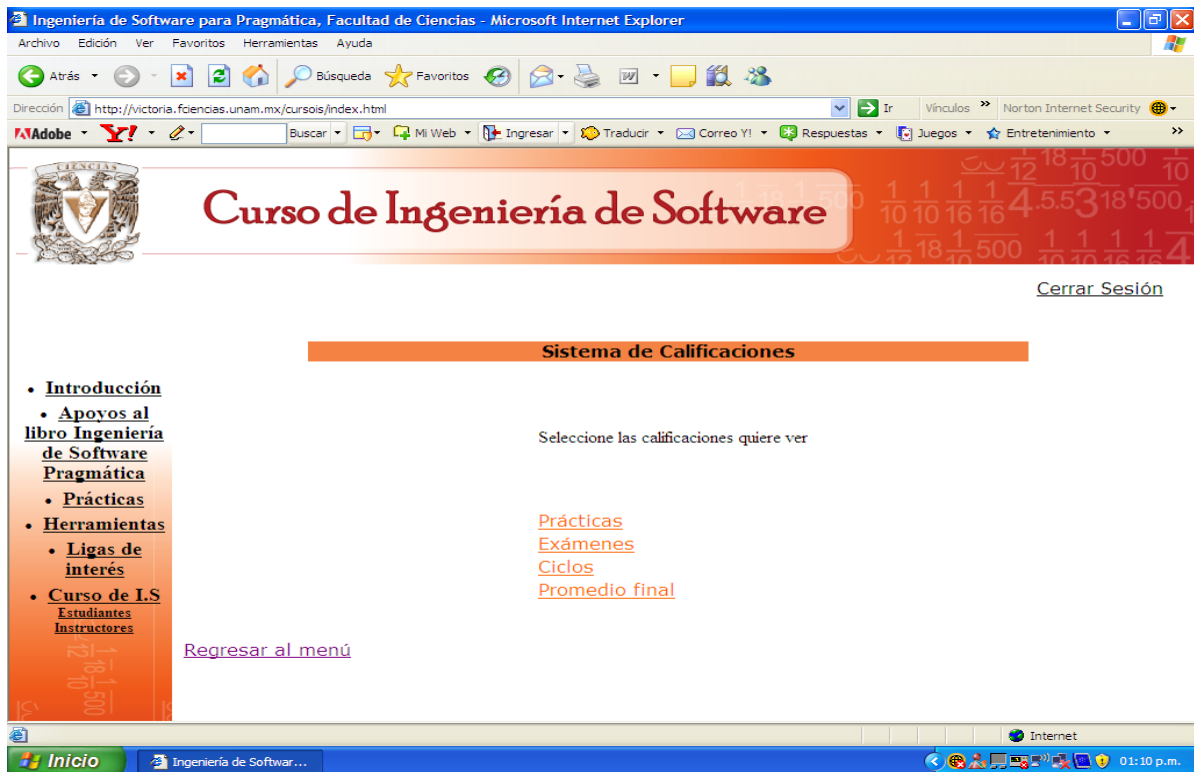 Ingeniería de Software para Pragmática, Facultad de Ciencias - Microsoft Internet Explorer
Archivo Edición Ver Favoritos Herramientas Ayuda
Atrás Búsqueda Favoritos
Dirección http://victoria.fciencias.unam.mx/cursois/index.html Ir Vínculos » Norton Internet Security
Adobe Y! Buscar Mi Web Ingresar Traducir Correo Y! Respuestas Juegos Entretenimiento »
CIENCIAS
Curso de Ingeniería de Software
Cerrar Sesión
Sistema de Calificaciones
• Introducción
• Apoyos al
libro Ingeniería
de Software
Pragmática
• Prácticas
• Herramientas
• Ligas de
interés
• Curso de I.S
Estudiantes
Instructores
Seleccione las calificaciones quiere ver
Prácticas
Exámenes
Ciclos
Promedio final
Regresar al menú
Internet
Inicio Ingeniería de Softwar... 01:10 p.m.